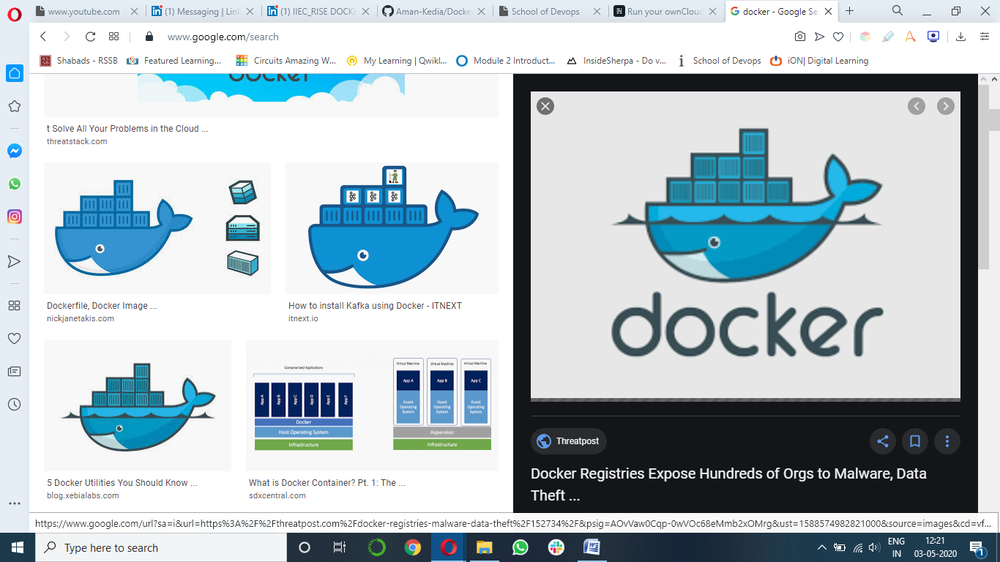 www.youtube.com
(1) Messaging | Lin
(1) IIEC_RISE DOCKE
Aman-Kedia/Docke
School of Devops
Run your ownCloud
docker - Google Se
www.google.com/search
Shabads - RSSB
Featured Learning...
Circuits Amazing W...
My Learning | Qwikl...
Module 2 Introduct...
InsideSherpa - Do v...
School of Devops
iON| Digital Learning
docker
t Solve All Your Problems in the Cloud ...
threatstack.com
Dockerfile, Docker Image ...
nickjanetakis.com
How to install Kafka using Docker - ITNEXT
itnext.io
Containerized Applications
App A
App B
App C
App D
App E
App F
Docker
Host Operating System
Infrastructure
Virtual Machine
Virtual Machine
Virtual Machine
App A
App B
App C
Guest
Operating
System
Guest
Operating
System
Guest
Operating
System
Hypervisor
Infrastructure
5 Docker Utilities You Should Know ...
blog.xebialabs.com
What is Docker Container? Pt. 1: The ...
sdxcentral.com
docker
Threatpost
Docker Registries Expose Hundreds of Orgs to Malware, Data
Theft ...
https://www.google.com/url?sa=i&url=https%3A%2F%2Fthreatpost.com%2Fdocker-registries-malware-data-theft%2F152734%2F&psig=AOvVaw0Cqp-0wVOc68eMmb2xOMrg&ust=1588574982821000&source=images&cd=vf...
Type here to search
ENG
IN
12:21
03-05-2020
1